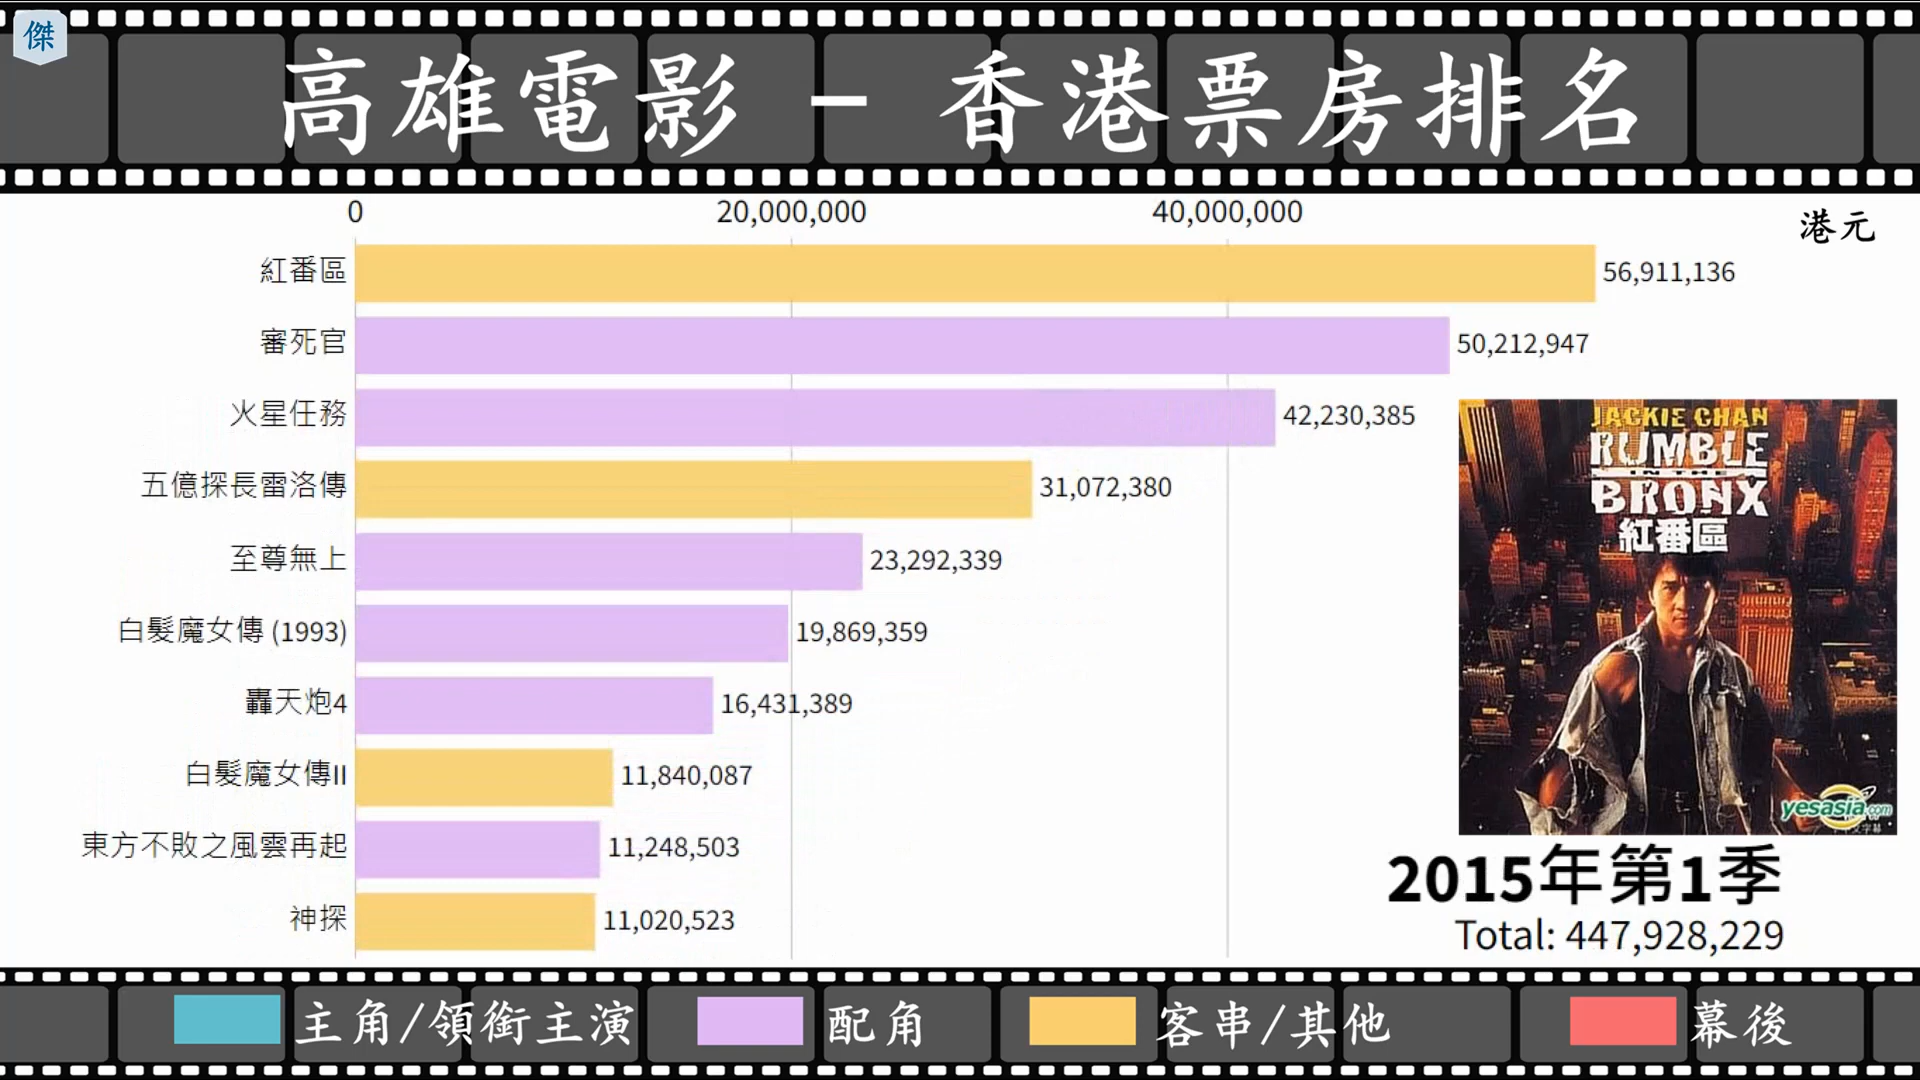 傑
高雄電影 - 香港票房排名
0 20,000,000 40,000,000
港元
紅番區 56,911,136
審死官 50,212,947
火星任務 42,230,385
五億探長雷洛傳 31,072,380
至尊無上 23,292,339
白髮魔女傳 (1993) 19,869,359
轟天炮4 16,431,389
白髮魔女傳II 11,840,087
東方不敗之風雲再起 11,248,503
神探 11,020,523
JACKIE CHAN
RUMBLE
IN THE
BRONX
紅番區
yesasia.com
2015年第1季
Total: 447,928,229
主角/領銜主演 配角 客串/其他 幕後